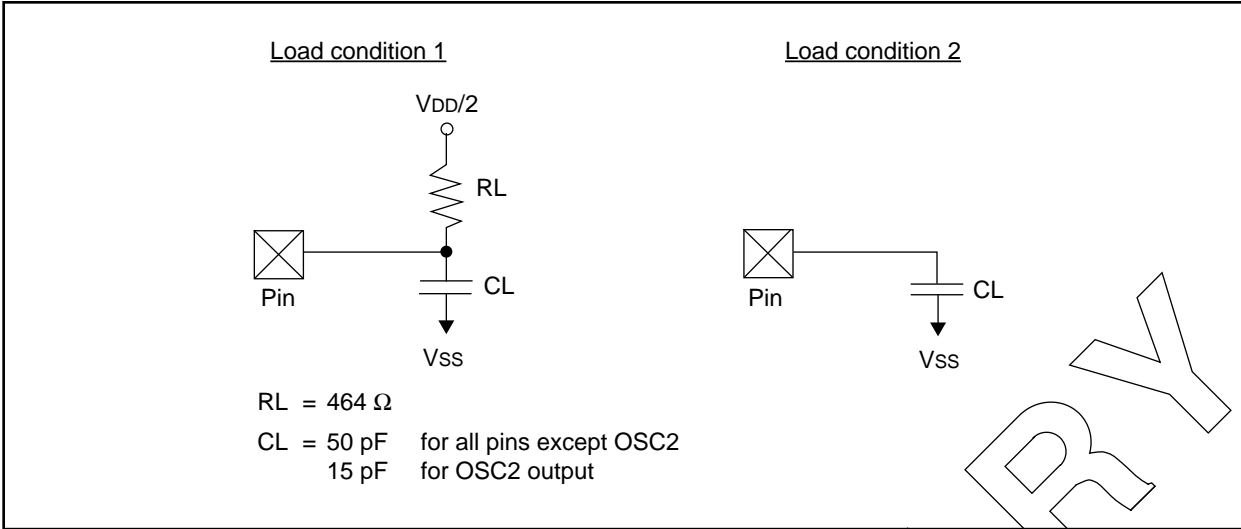 Load condition 1
VDD/2
RL
CL
Pin
VSS
Load condition 2
Pin
CL
VSS
RL = 464 Ω
CL = 50 pF for all pins except OSC2
15 pF for OSC2 output
R Y